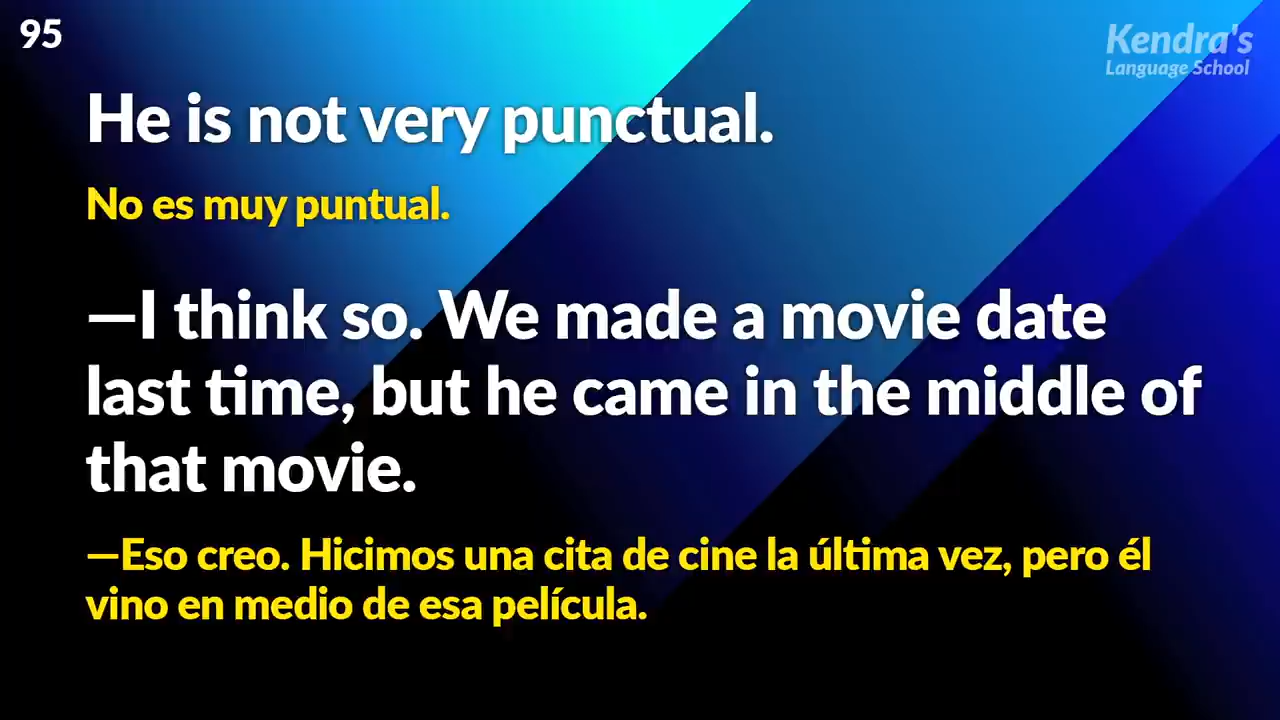 95
Kendra's
Language School
He is not very punctual.
No es muy puntual.
—I think so. We made a movie date
last time, but he came in the middle of
that movie.
—Eso creo. Hicimos una cita de cine la última vez, pero él
vino en medio de esa película.